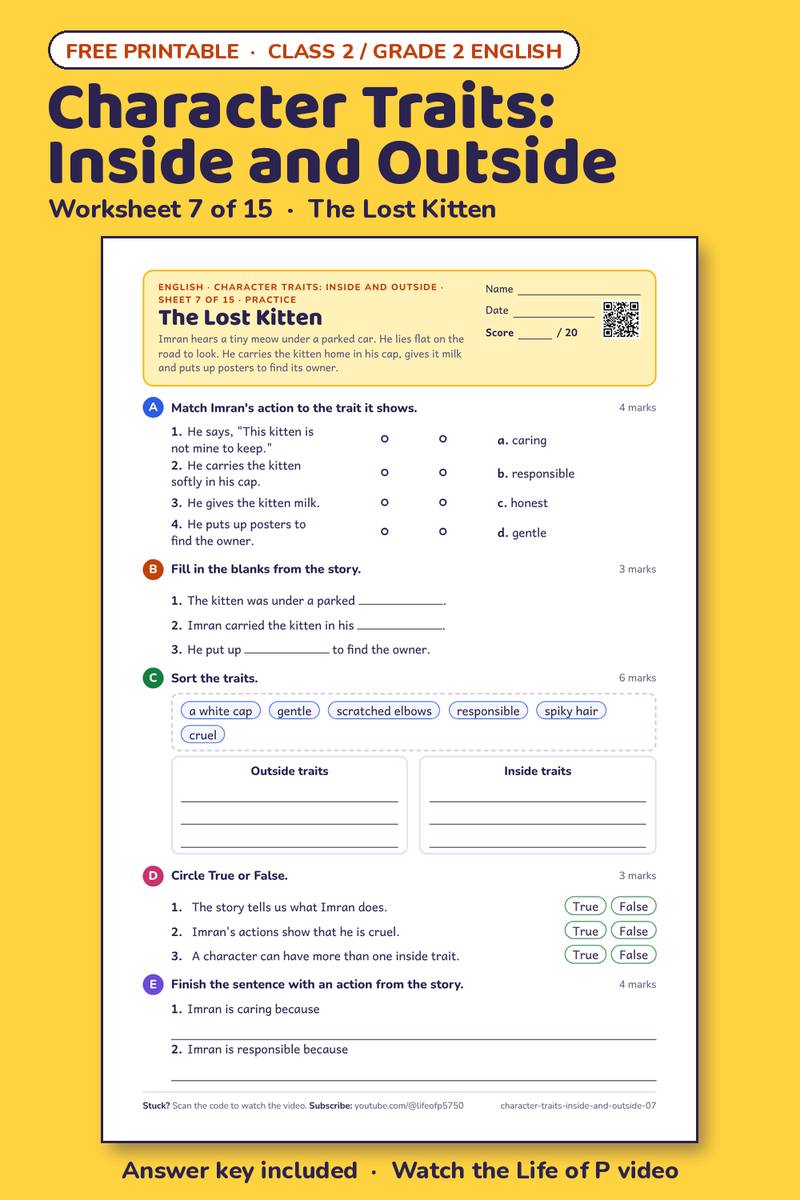 FREE PRINTABLE · CLASS 2 / GRADE 2 ENGLISH
Character Traits:
Inside and Outside
Worksheet 7 of 15 · The Lost Kitten
ENGLISH · CHARACTER TRAITS: INSIDE AND OUTSIDE ·
SHEET 7 OF 15 · PRACTICE
The Lost Kitten
Imran hears a tiny meow under a parked car. He lies flat on the
road to look. He carries the kitten home in his cap, gives it milk
and puts up posters to find its owner.
Name
Date
Score / 20
A Match Imran's action to the trait it shows. 4 marks
1. He says, "This kitten is
not mine to keep."
a. caring
2. He carries the kitten
softly in his cap.
b. responsible
3. He gives the kitten milk.
c. honest
4. He puts up posters to
find the owner.
d. gentle
B Fill in the blanks from the story. 3 marks
1. The kitten was under a parked ____________.
2. Imran carried the kitten in his ____________.
3. He put up ____________ to find the owner.
C Sort the traits. 6 marks
a white cap gentle scratched elbows responsible spiky hair
cruel
Outside traits Inside traits
D Circle True or False. 3 marks
1. The story tells us what Imran does. True False
2. Imran's actions show that he is cruel. True False
3. A character can have more than one inside trait. True False
E Finish the sentence with an action from the story. 4 marks
1. Imran is caring because
2. Imran is responsible because
Stuck? Scan the code to watch the video. Subscribe: youtube.com/@lifeofp5750 character-traits-inside-and-outside-07
Answer key included · Watch the Life of P video